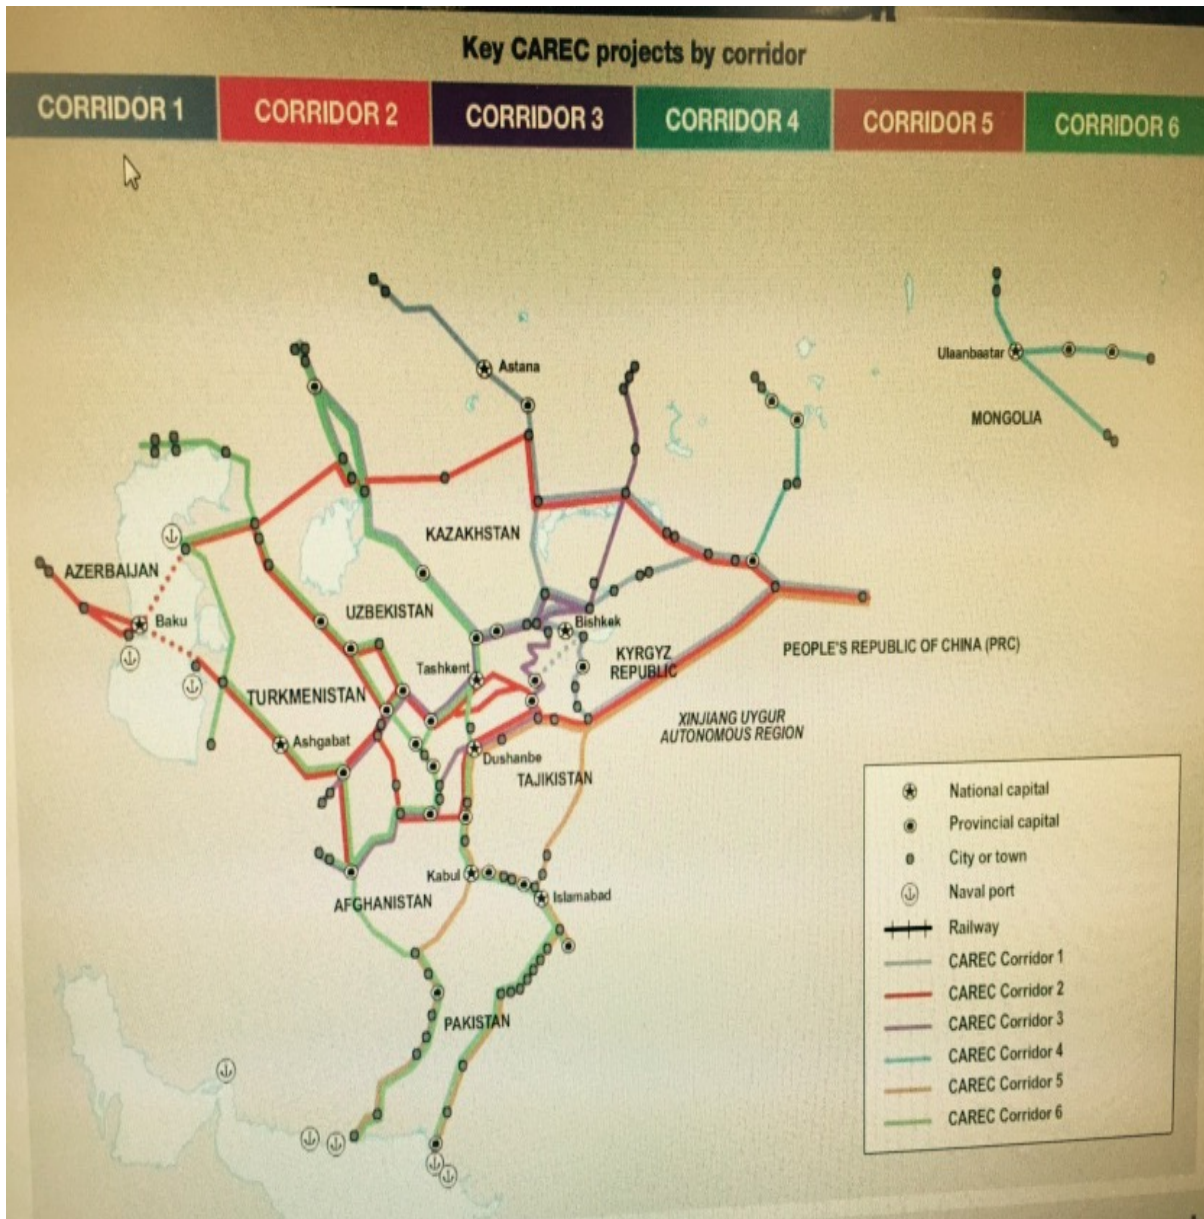 Key CAREC projects by corridor
CORRIDOR 1
CORRIDOR 2
CORRIDOR 3
CORRIDOR 4
CORRIDOR 5
CORRIDOR 6
Astana
Ulaanbaatar
MONGOLIA
KAZAKHSTAN
AZERBAIJAN
Baku
UZBEKISTAN
Bishkek
KYRGYZ
REPUBLIC
PEOPLE'S REPUBLIC OF CHINA (PRC)
Tashkent
TURKMENISTAN
XINJIANG UYGUR
AUTONOMOUS REGION
Ashgabat
Dushanbe
TAJIKISTAN
Kabul
Islamabad
AFGHANISTAN
PAKISTAN
National capital
Provincial capital
City or town
Naval port
Railway
CAREC Corridor 1
CAREC Corridor 2
CAREC Corridor 3
CAREC Corridor 4
CAREC Corridor 5
CAREC Corridor 6